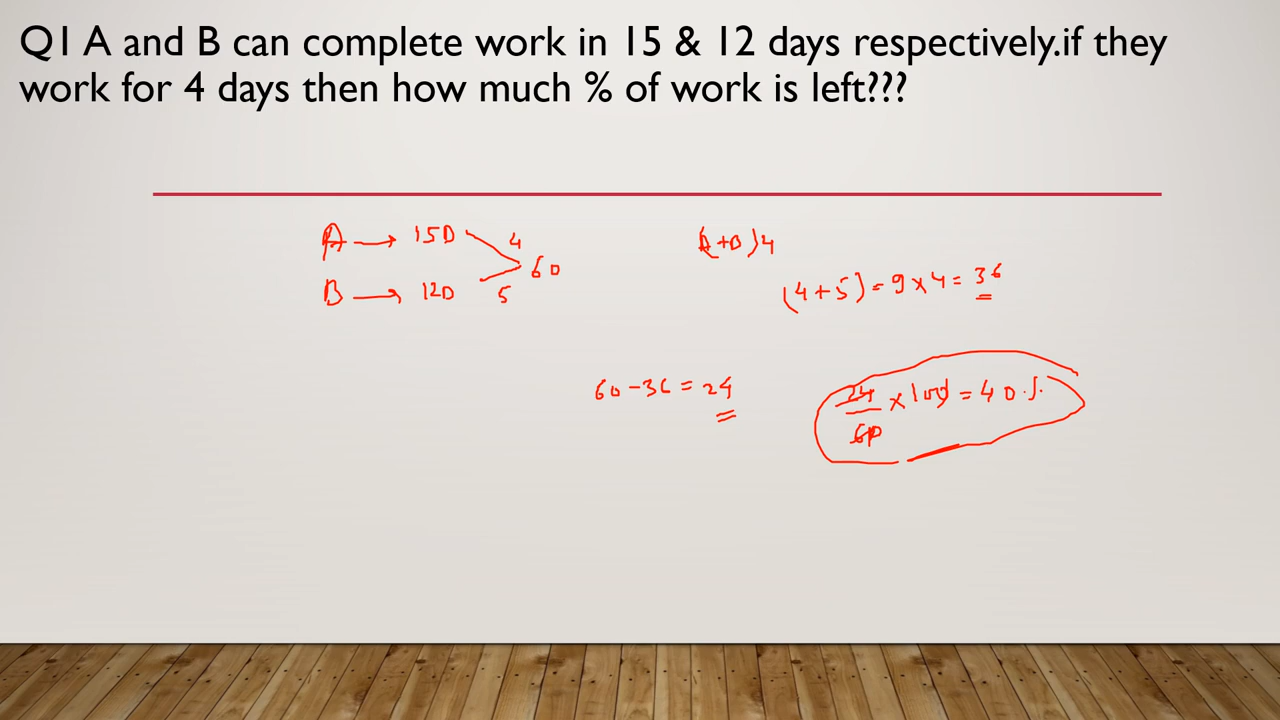 Q1 A and B can complete work in 15 & 12 days respectively.if they
work for 4 days then how much % of work is left???
A → 15D 4
60
B → 12D 5
(A+B)4
(4+5) = 9 x 4 = 36
60-36 = 24
24/60 x 100 = 40%